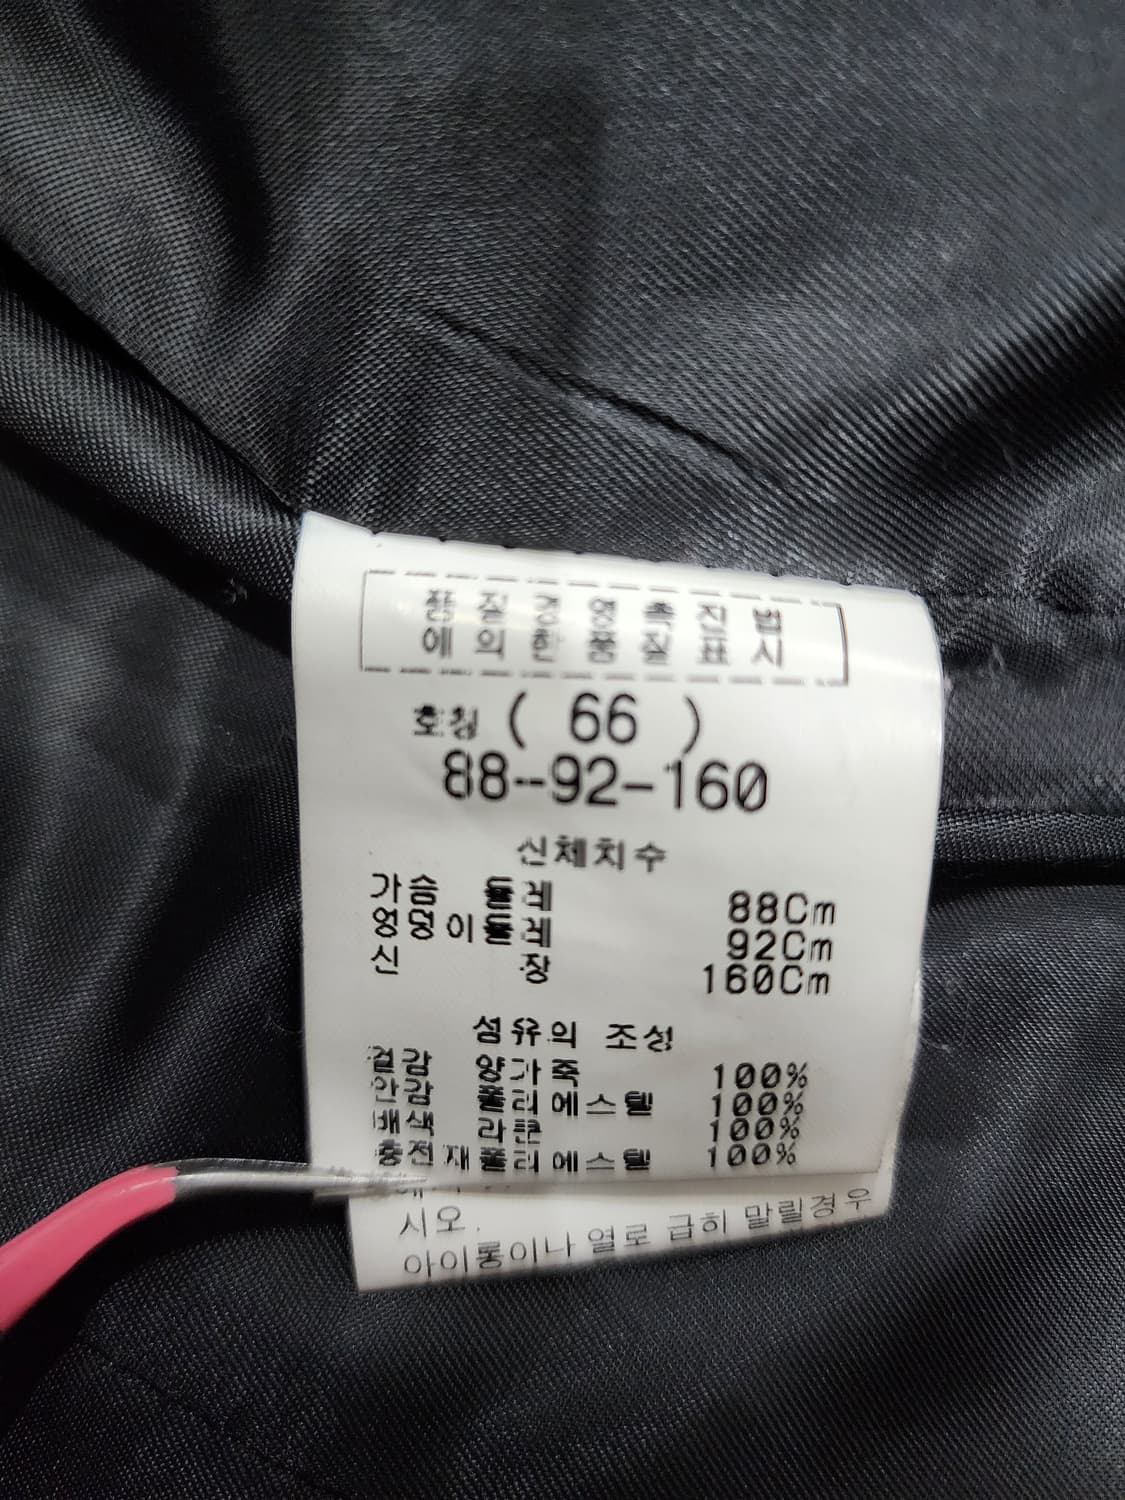 품질경영촉진법
에의한품질표시
호칭 ( 66 )
88-92-160
신체치수
가슴 둘레 88Cm
엉덩이둘레 92Cm
신 장 160Cm
섬유의 조성
겉감 양가죽 100%
안감 폴리에스텔 100%
배색 라쿤 100%
충전재폴리에스텔 100%
시오.
아이롱이나 열로 급히 말릴경우